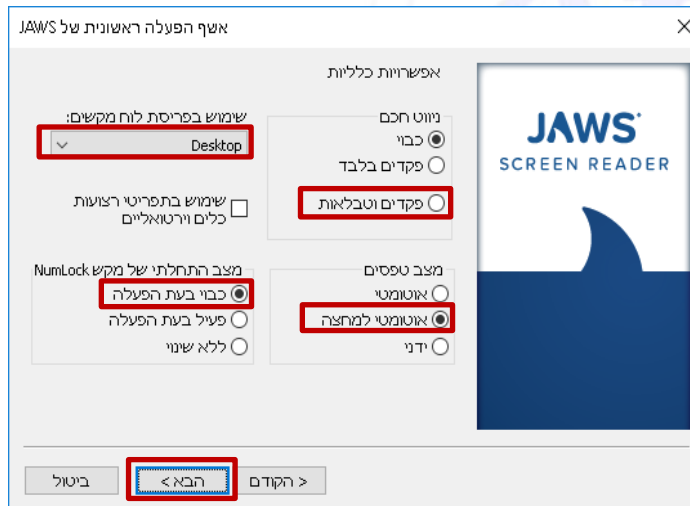 אשף הפעלה ראשונית של JAWS
אפשרויות כלליות
JAWS
SCREEN READER
ניווט חכם
כבוי
פקדים בלבד
פקדים וטבלאות
שימוש בפריסת לוח מקשים:
Desktop
שימוש בתפריטי רצועות
כלים וירטואליים
מצב טפסים
אוטומטי
אוטומטי למחצה
ידני
מצב התחלתי של מקש NumLock
כבוי בעת הפעלה
פעיל בעת הפעלה
ללא שינוי
< הקודם
הבא >
ביטול